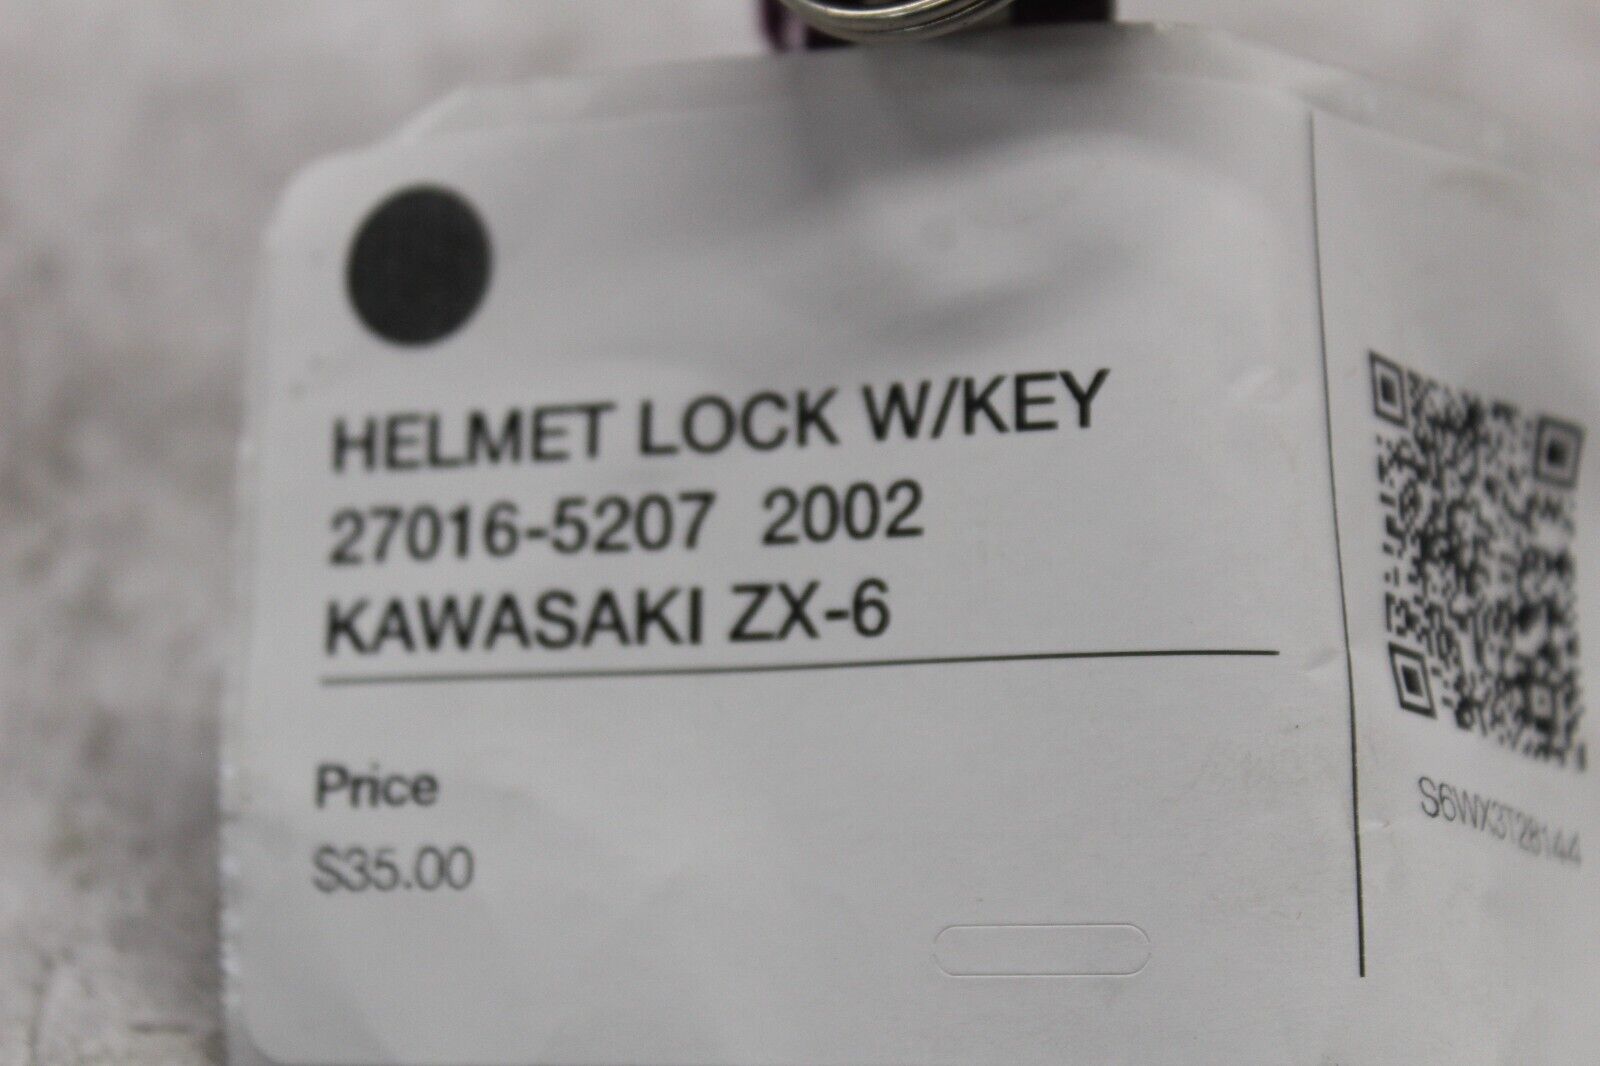 HELMET LOCK W/KEY
27016-5207 2002
KAWASAKI ZX-6
Price
$35.00
S6WX3T28144